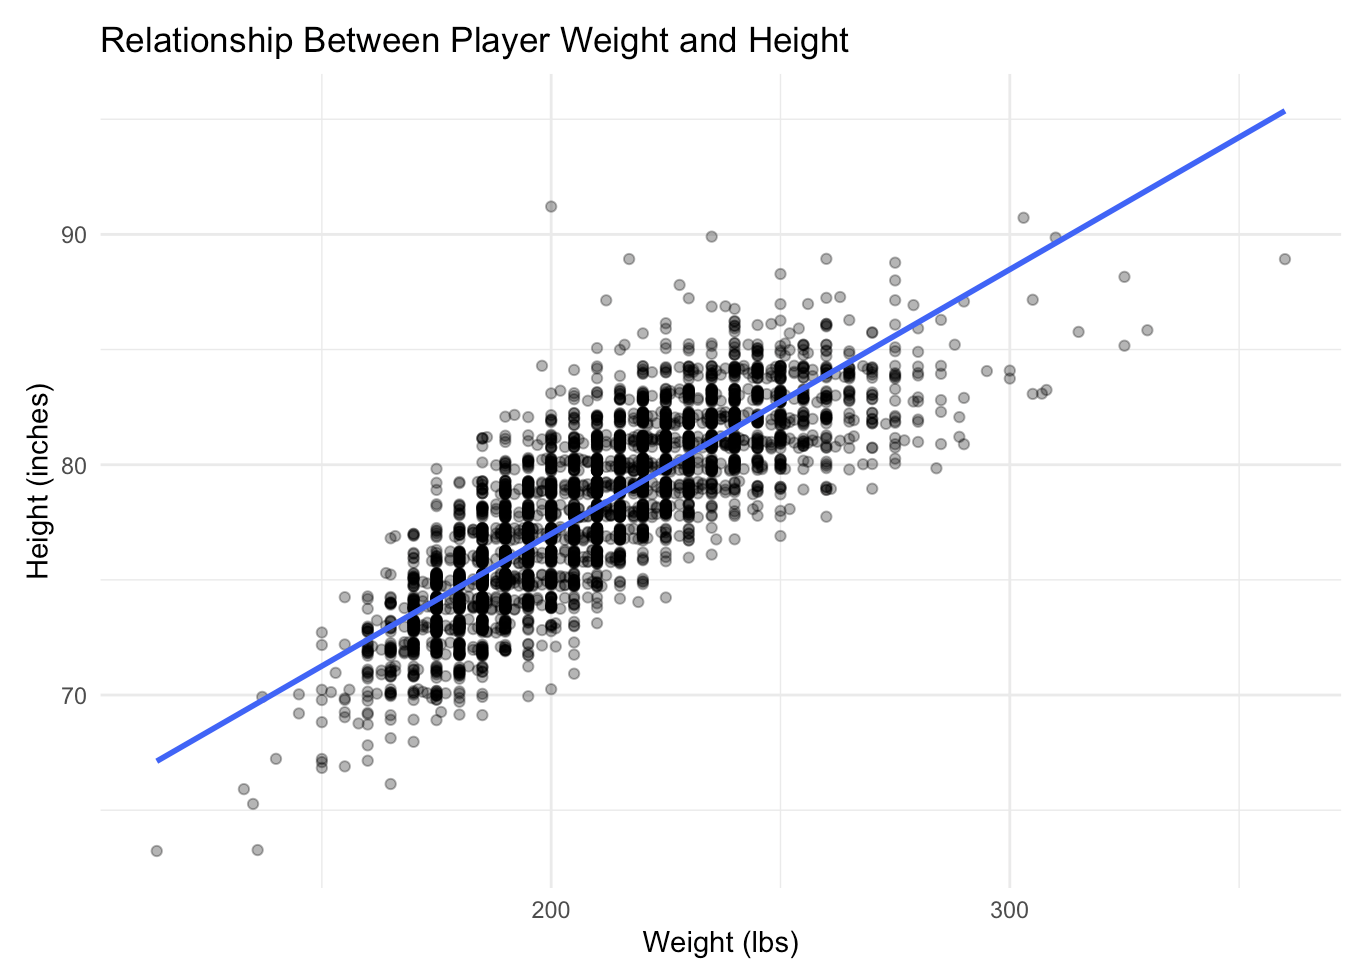 Relationship Between Player Weight and Height
Height (inches)
90
80
70
200
300
Weight (lbs)